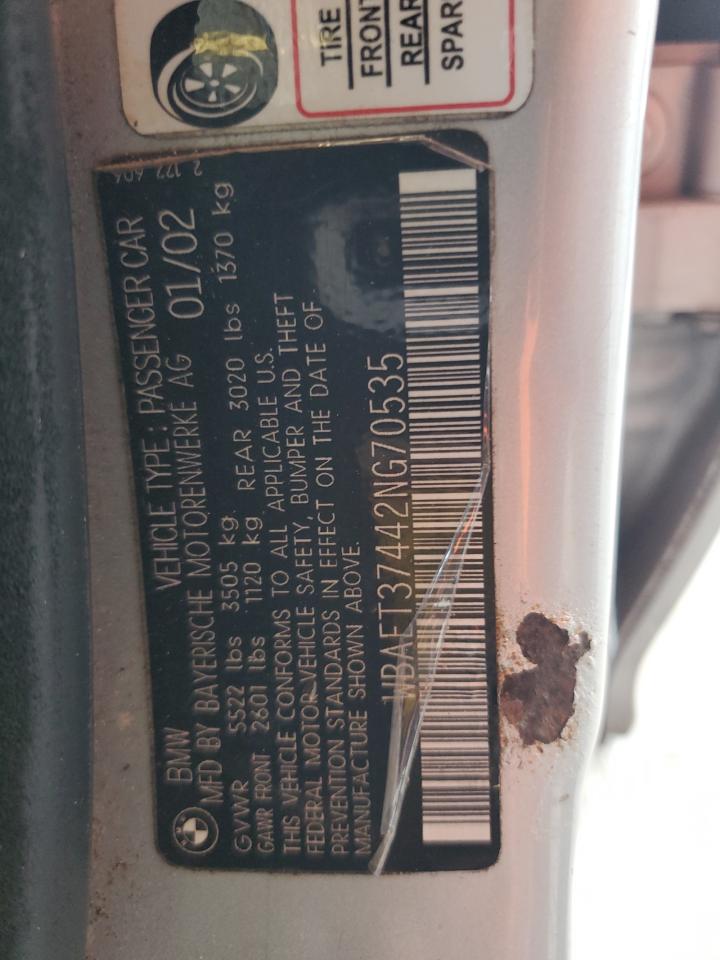 TIRE
FRONT
REAR
SPAR
BMW VEHICLE TYPE: PASSENGER CAR
MFD BY BAYERISCHE MOTORENWERKE AG 01/02
GVWR 5522 lbs 3505 kg
GAWR FRONT 2601 lbs 1120 kg REAR 3020 lbs 1370 kg
THIS VEHICLE CONFORMS TO ALL APPLICABLE U.S.
FEDERAL MOTOR VEHICLE SAFETY, BUMPER AND THEFT
PREVENTION STANDARDS IN EFFECT ON THE DATE OF
MANUFACTURE SHOWN ABOVE.
WBAET37442NG70535